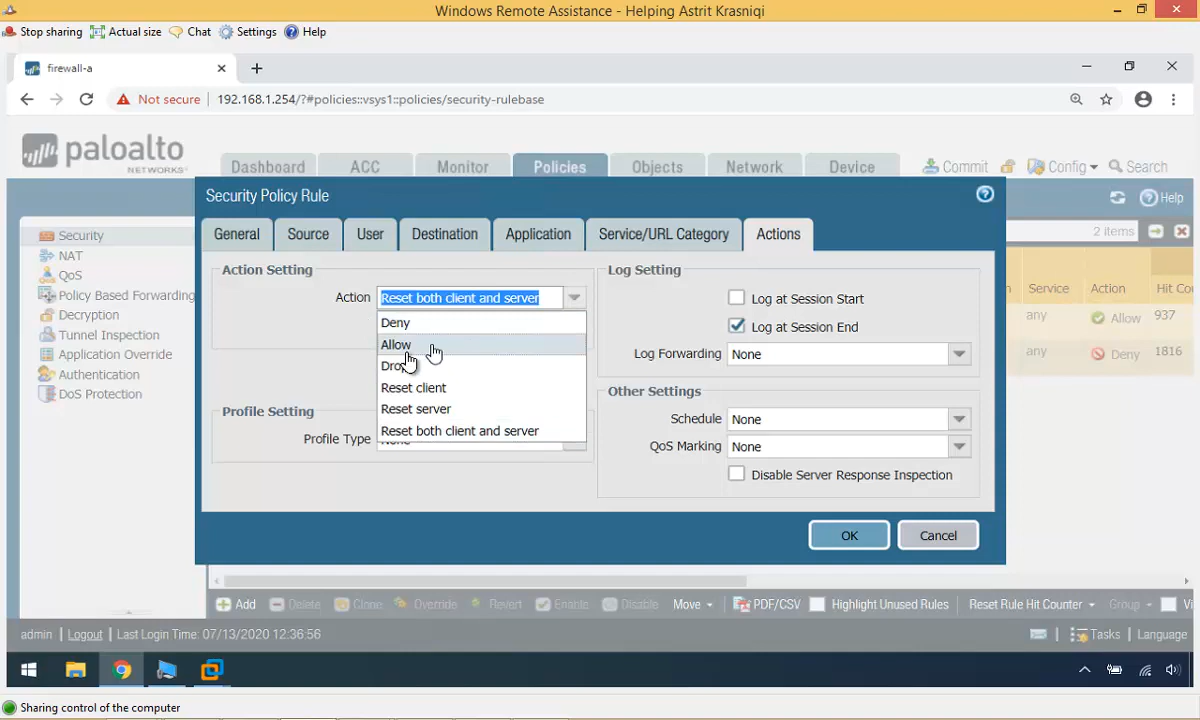 Windows Remote Assistance - Helping Astrit Krasniqi
Stop sharing Actual size Chat Settings Help
firewall-a
Not secure 192.168.1.254/?#policies::vsys1::policies/security-rulebase
paloalto
NETWORKS
Dashboard ACC Monitor Policies Objects Network Device Commit Config Search
Security Policy Rule
Help
General Source User Destination Application Service/URL Category Actions
2 items
Security
NAT
QoS
Policy Based Forwarding
Decryption
Tunnel Inspection
Application Override
Authentication
DoS Protection
Action Setting
Action Reset both client and server
Deny
Allow
Reset client
Reset server
Reset both client and server
Profile Setting
Profile Type
Log Setting
Log at Session Start
Log at Session End
Log Forwarding None
Other Settings
Schedule None
QoS Marking None
Disable Server Response Inspection
OK Cancel
Service Action Hit Co
any Allow 937
any Deny 1816
Add Delete Clone Override Revert Enable Disable Move PDF/CSV Highlight Unused Rules Reset Rule Hit Counter Group Vi
admin | Logout | Last Login Time: 07/13/2020 12:36:56
Tasks | Language
Sharing control of the computer